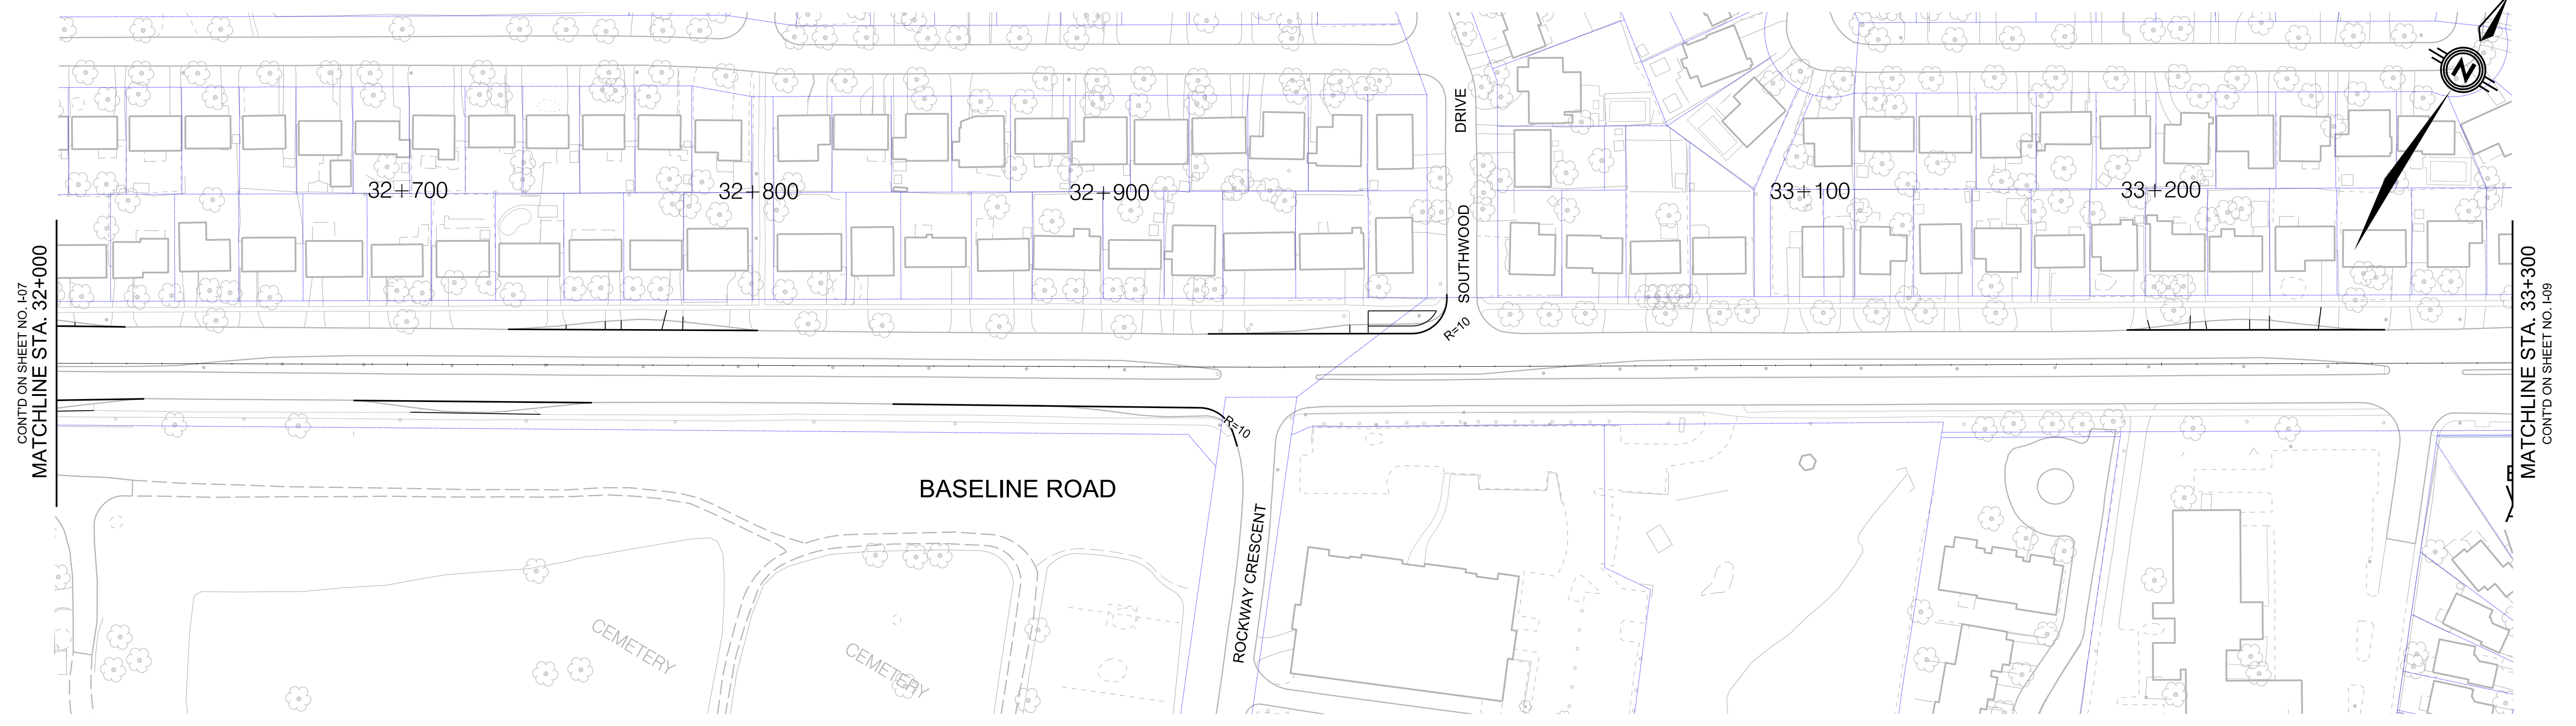 CONT'D ON SHEET NO. I-07
MATCHLINE STA. 32+000
32+700
32+800
32+900
33+100
33+200
SOUTHWOOD DRIVE
R=10
R=10
BASELINE ROAD
ROCKWAY CRESCENT
CEMETERY
CEMETERY
N
MATCHLINE STA. 33+300
CONT'D ON SHEET NO. I-09